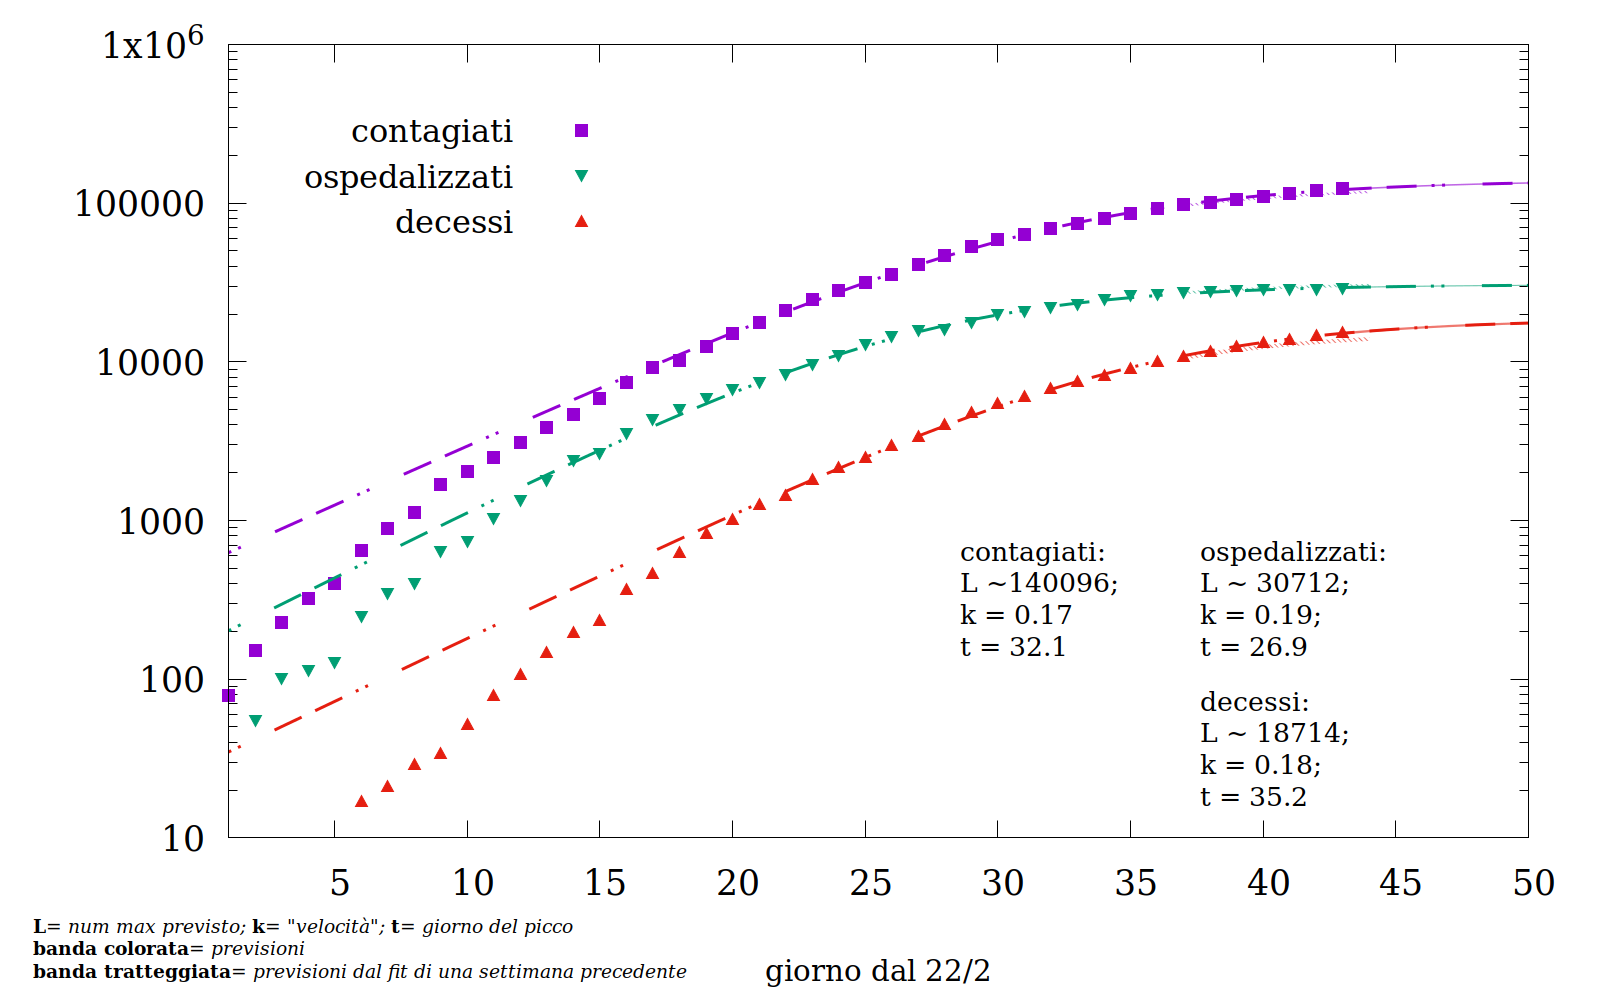 1x10⁶
100000
10000
1000
100
10
contagiati
ospedalizzati
decessi
contagiati:
L ~140096;
k = 0.17
t = 32.1
ospedalizzati:
L ~ 30712;
k = 0.19;
t = 26.9
decessi:
L ~ 18714;
k = 0.18;
t = 35.2
5 10 15 20 25 30 35 40 45 50
L= num max previsto; k= "velocità"; t= giorno del picco
banda colorata= previsioni
banda tratteggiata= previsioni dal fit di una settimana precedente
giorno dal 22/2